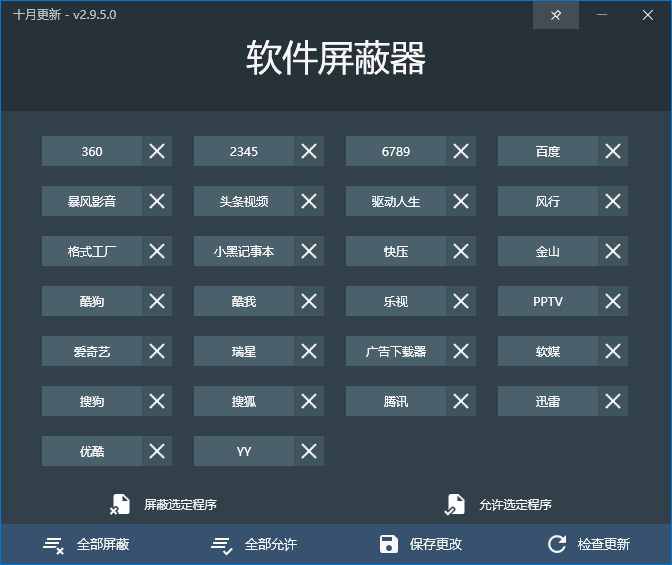 十月更新 - v2.9.5.0
软件屏蔽器
360 2345 6789 百度
暴风影音 头条视频 驱动人生 风行
格式工厂 小黑记事本 快压 金山
酷狗 酷我 乐视 PPTV
爱奇艺 瑞星 广告下载器 软媒
搜狗 搜狐 腾讯 迅雷
优酷 YY
屏蔽选定程序 允许选定程序
全部屏蔽 全部允许 保存更改 检查更新